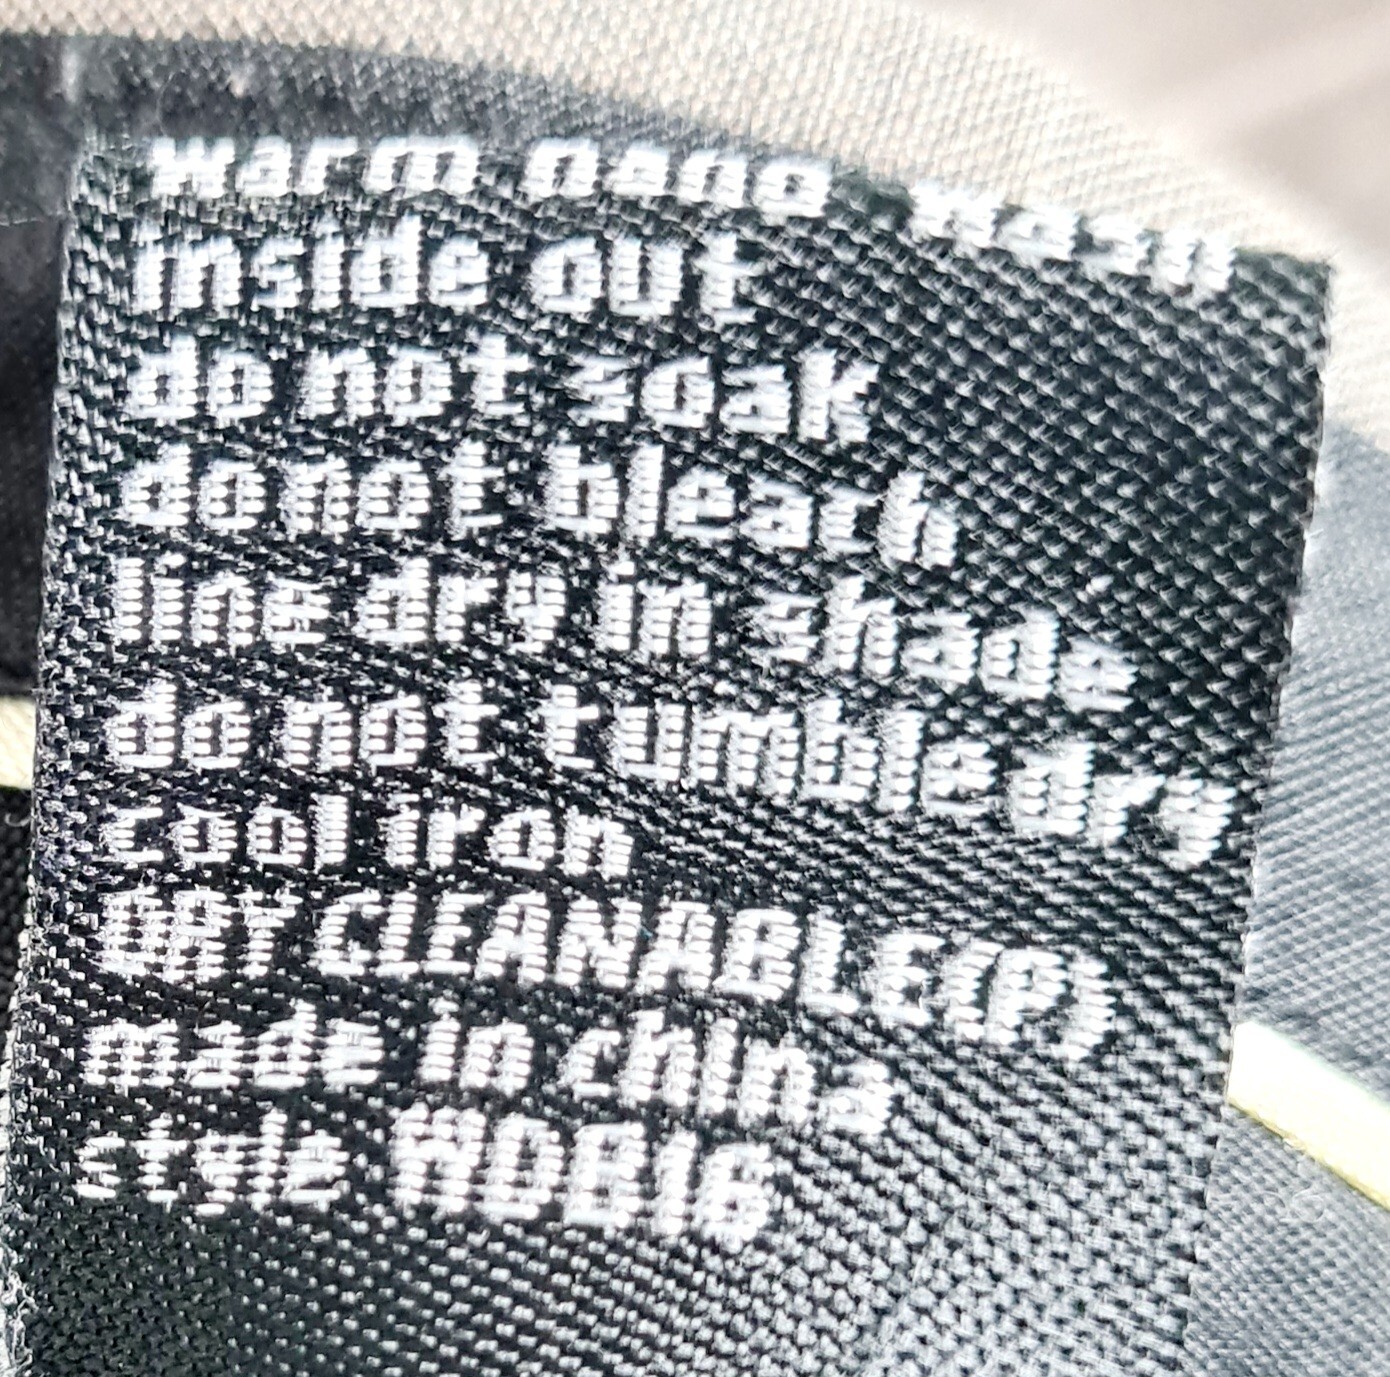 warm hand wash
inside out
do not soak
do not bleach
line dry in shade
do not tumble dry
cool iron
DRY CLEANABLE(P)
made in china
style